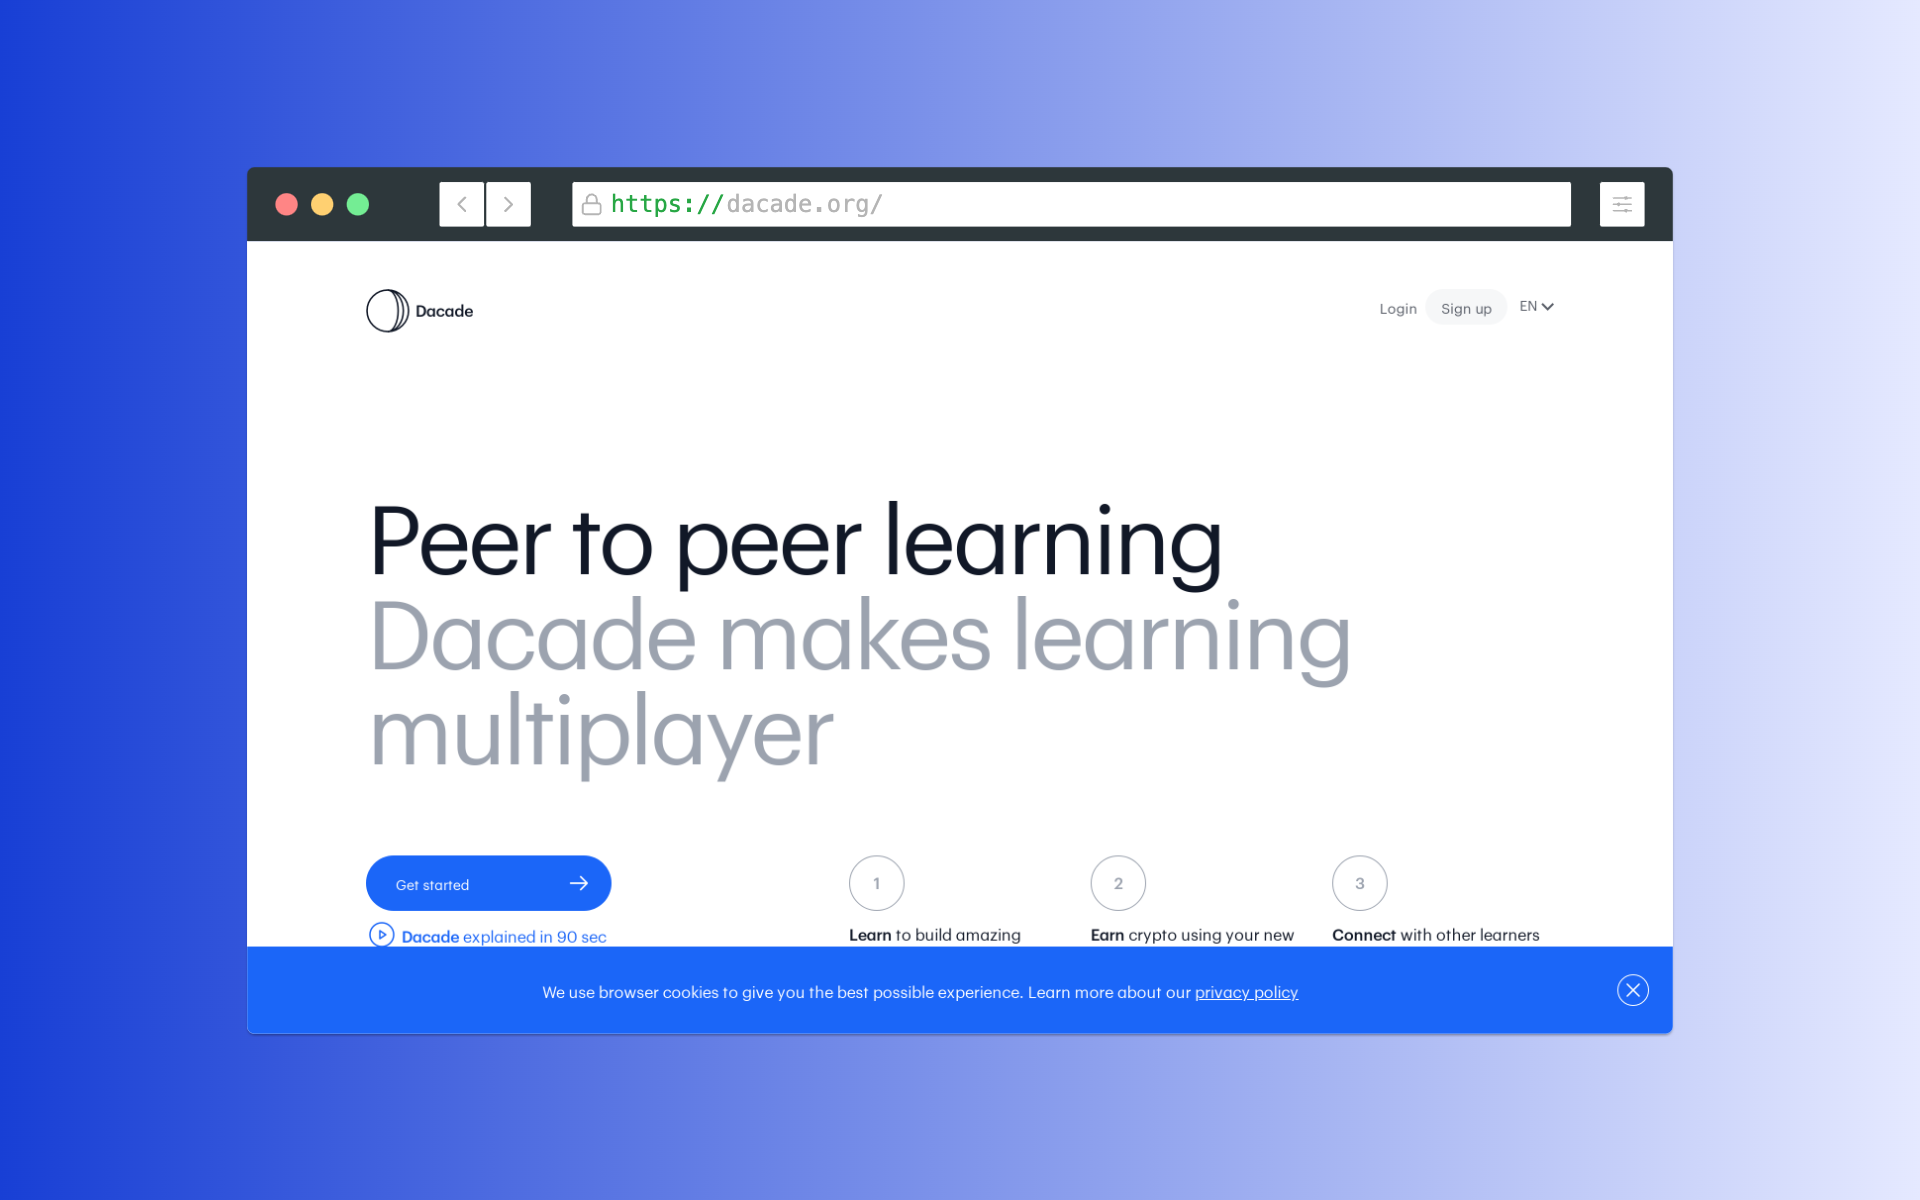 https://dacade.org/
Dacade
Login
Sign up
EN
Peer to peer learning
Dacade makes learning
multiplayer
Get started
Dacade explained in 90 sec
1
2
3
Learn to build amazing
Earn crypto using your new
Connect with other learners
We use browser cookies to give you the best possible experience. Learn more about our privacy policy